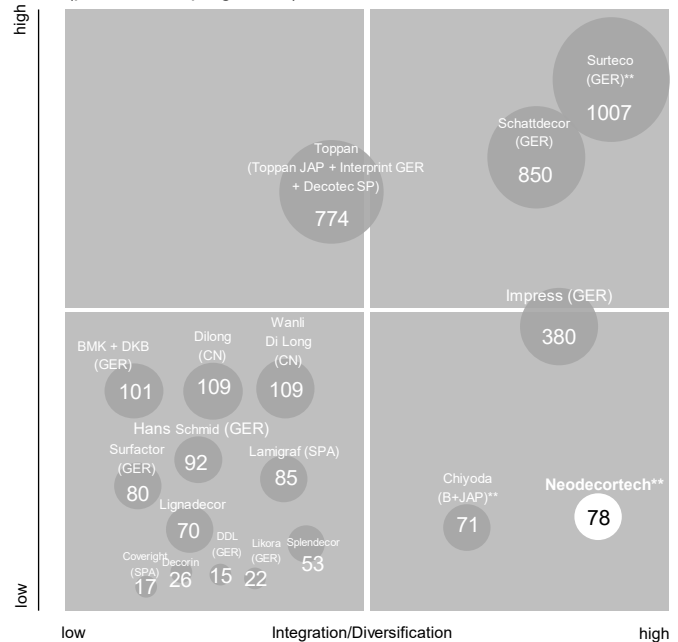 high
Surteco
(GER)**
1007
Schattdecor
(GER)
850
Toppan
(Toppan JAP + Interprint GER
+ Decotec SP)
774
Impress (GER)
380
Wanli
Di Long
(CN)
109
Dilong
(CN)
109
BMK + DKB
(GER)
101
Hans Schmid (GER)
92
Surfactor
(GER)
80
Lamigraf (SPA)
85
Lignadecor
70
Chiyoda
(B+JAP)**
71
Neodecortech**
78
DDL
(GER)
15
Likora
(GER)
22
Splendecor
53
Coveright
(SPA)
17
Decorin
26
low
low
Integration/Diversification
high